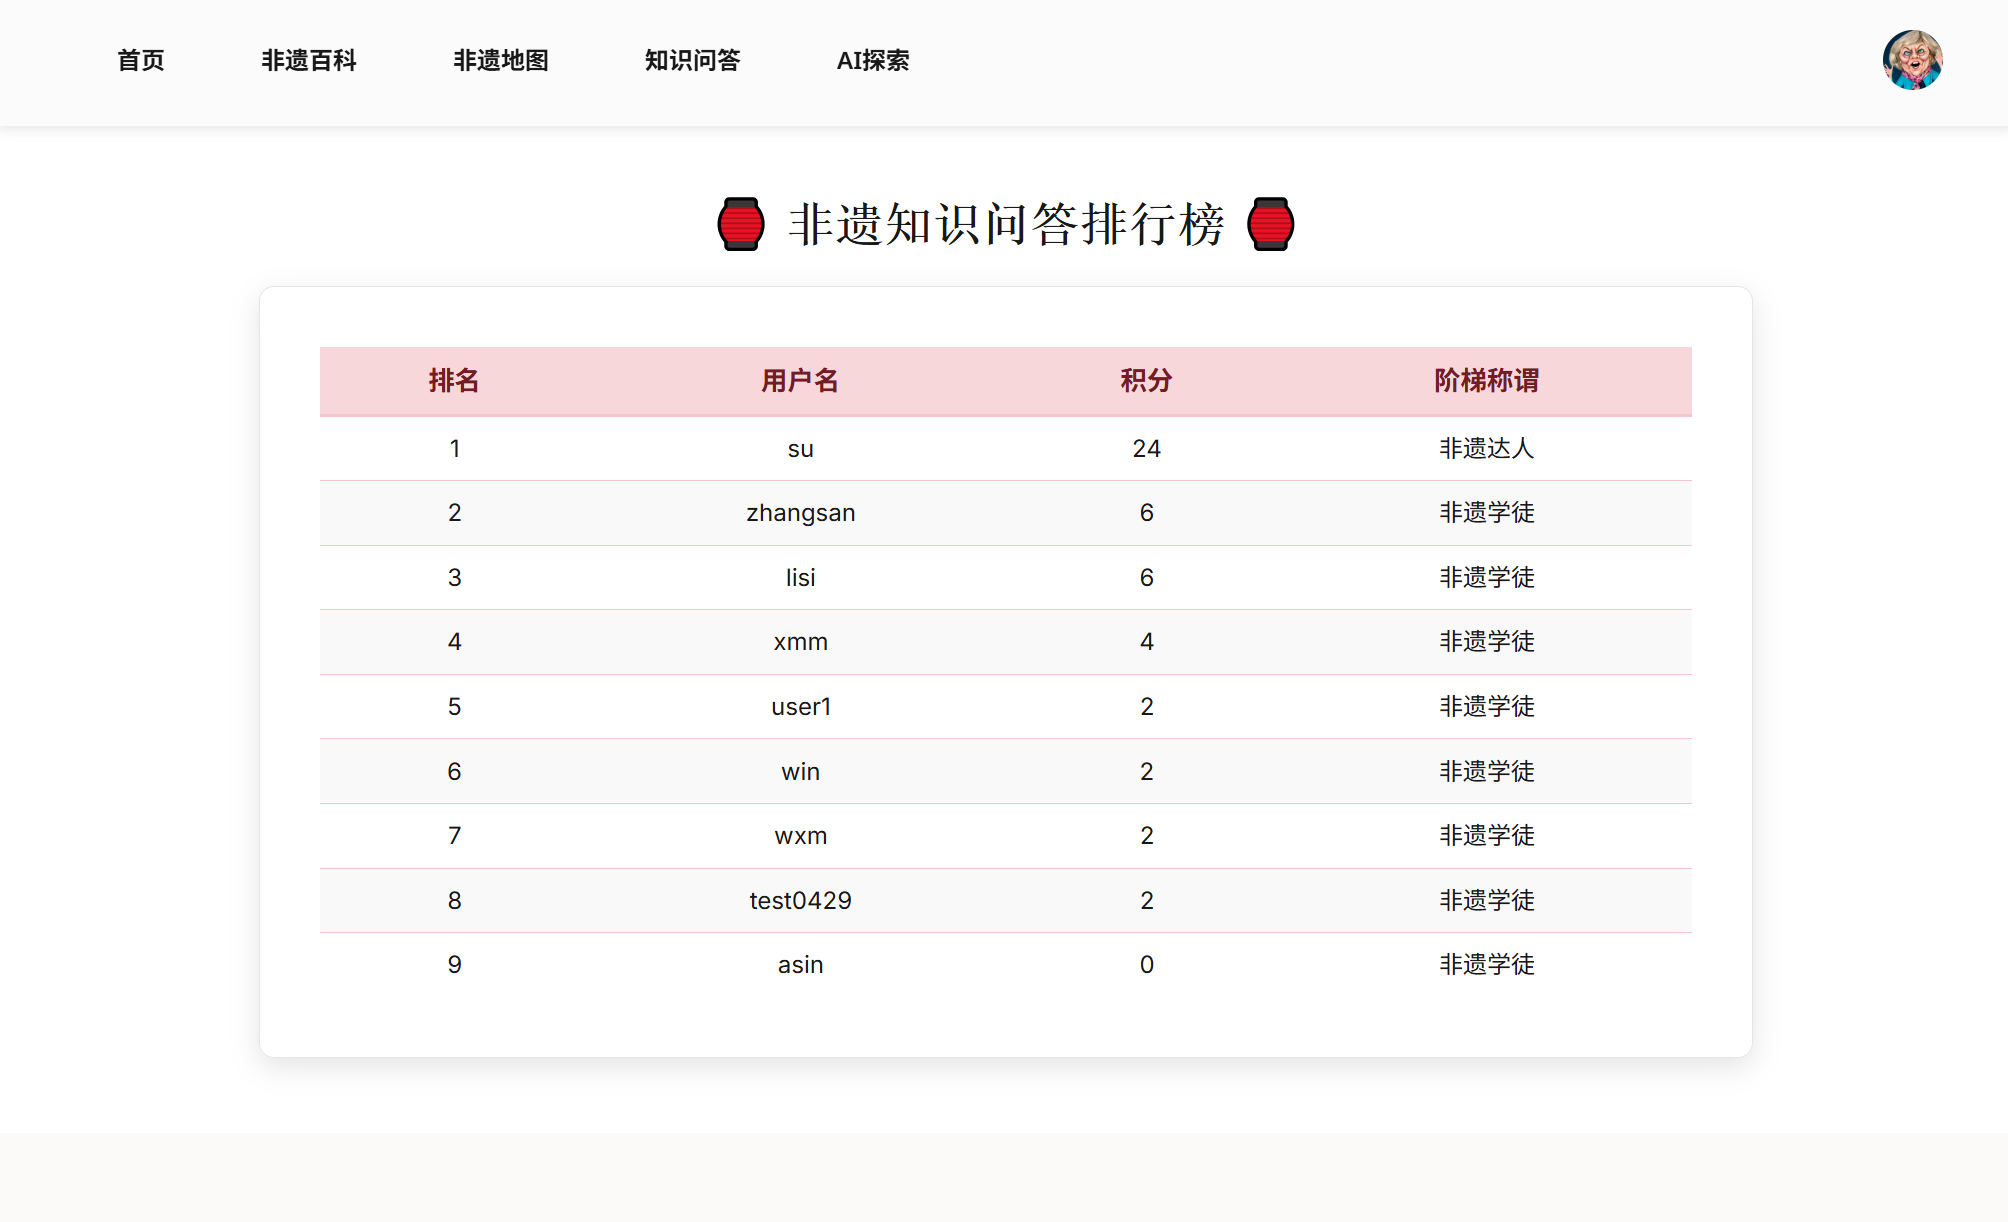 首页 非遗百科 非遗地图 知识问答 AI探索
非遗知识问答排行榜
排名 用户名 积分 阶梯称谓
1 su 24 非遗达人
2 zhangsan 6 非遗学徒
3 lisi 6 非遗学徒
4 xmm 4 非遗学徒
5 user1 2 非遗学徒
6 win 2 非遗学徒
7 wxm 2 非遗学徒
8 test0429 2 非遗学徒
9 asin 0 非遗学徒